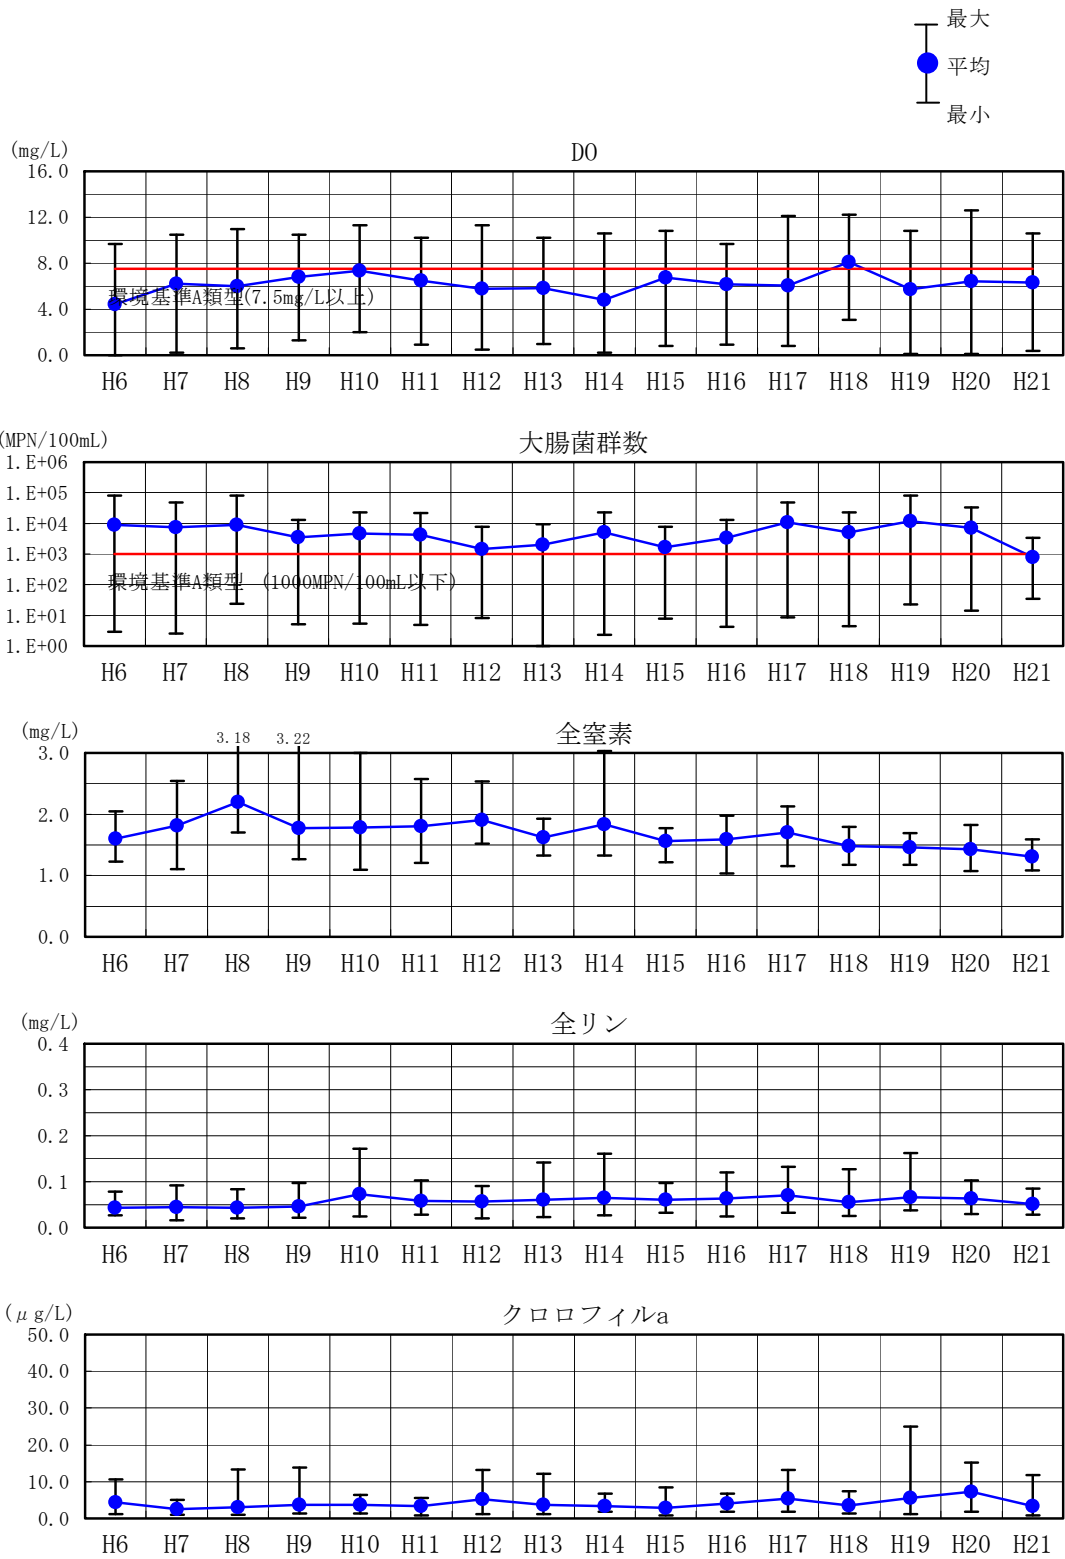 最大
平均
最小
(mg/L)
DO
16.0
12.0
8.0
4.0
0.0
環境基準A類型(7.5mg/L以上)
H6 H7 H8 H9 H10 H11 H12 H13 H14 H15 H16 H17 H18 H19 H20 H21
(MPN/100mL)
大腸菌群数
1.E+06
1.E+05
1.E+04
1.E+03
1.E+02
1.E+01
1.E+00
環境基準A類型 (1000MPN/100mL以下)
H6 H7 H8 H9 H10 H11 H12 H13 H14 H15 H16 H17 H18 H19 H20 H21
(mg/L)
全窒素
3.18 3.22
3.0
2.0
1.0
0.0
H6 H7 H8 H9 H10 H11 H12 H13 H14 H15 H16 H17 H18 H19 H20 H21
(mg/L)
全リン
0.4
0.3
0.2
0.1
0.0
H6 H7 H8 H9 H10 H11 H12 H13 H14 H15 H16 H17 H18 H19 H20 H21
(μg/L)
クロロフィルa
50.0
40.0
30.0
20.0
10.0
0.0
H6 H7 H8 H9 H10 H11 H12 H13 H14 H15 H16 H17 H18 H19 H20 H21